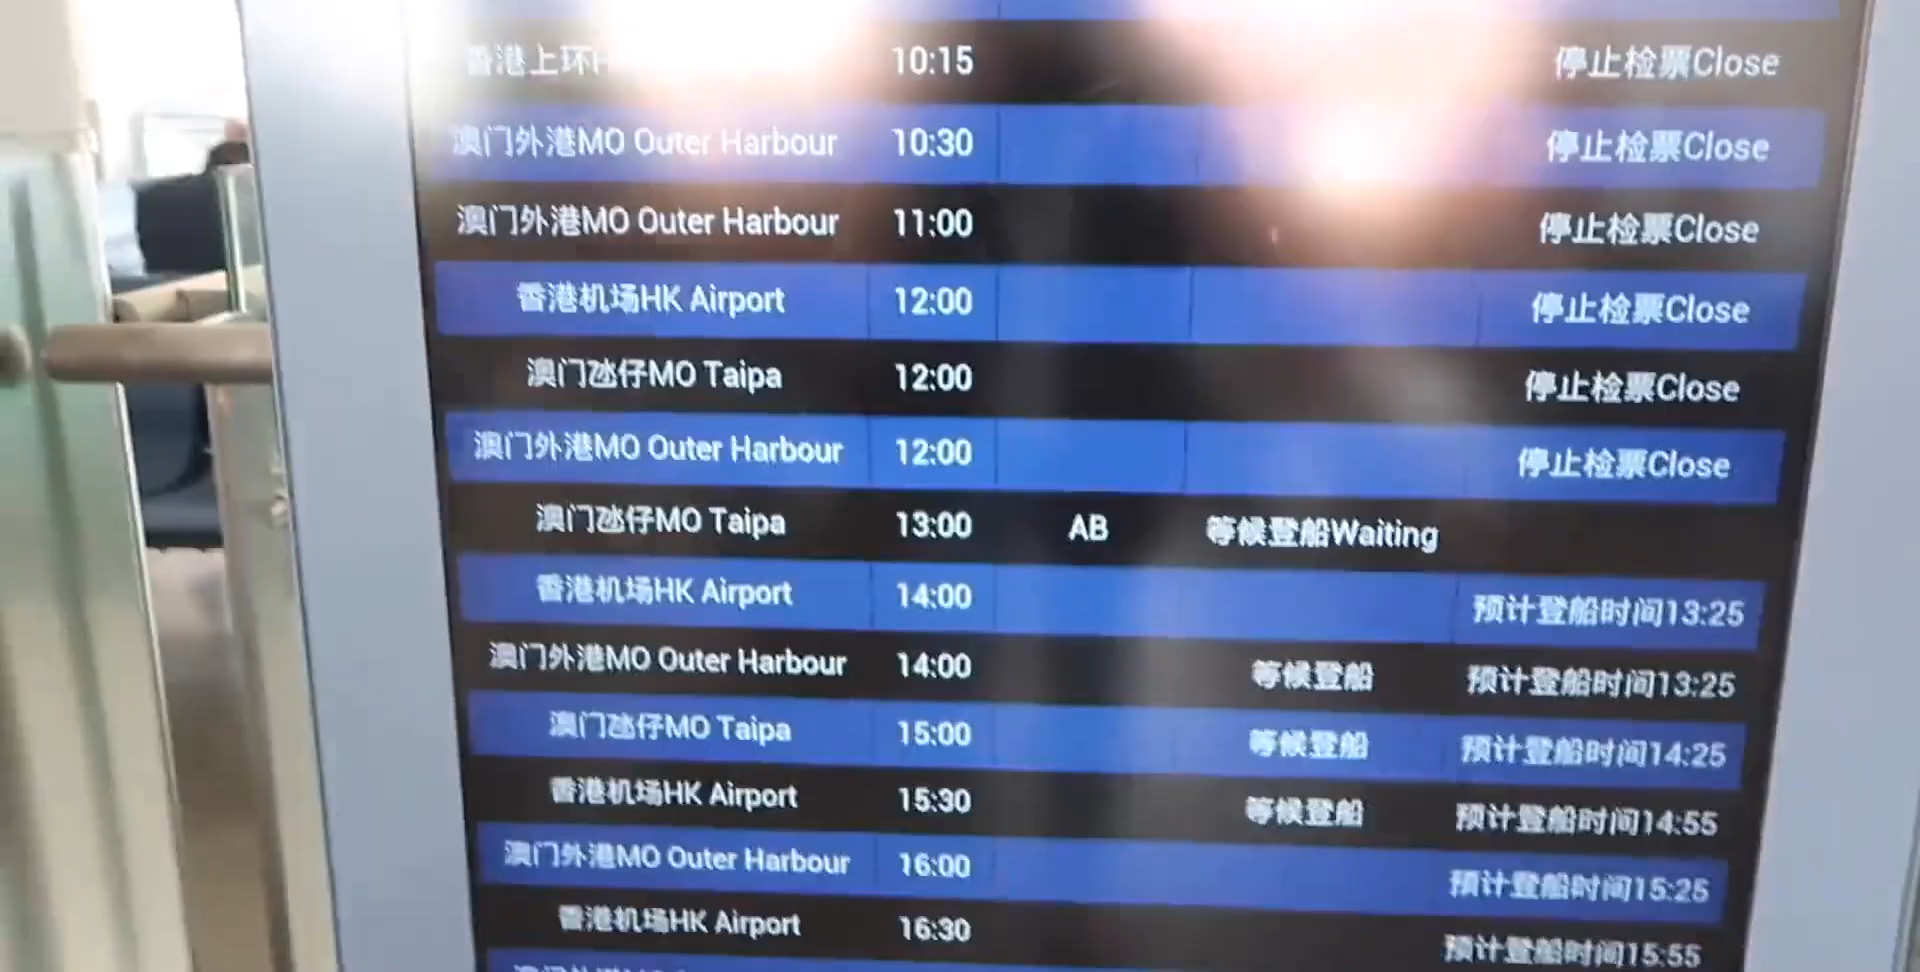 香港上环 10:15 停止检票Close
澳门外港MO Outer Harbour 10:30 停止检票Close
澳门外港MO Outer Harbour 11:00 停止检票Close
香港机场HK Airport 12:00 停止检票Close
澳门氹仔MO Taipa 12:00 停止检票Close
澳门外港MO Outer Harbour 12:00 停止检票Close
澳门氹仔MO Taipa 13:00 AB 等候登船Waiting
香港机场HK Airport 14:00 预计登船时间13:25
澳门外港MO Outer Harbour 14:00 等候登船 预计登船时间13:25
澳门氹仔MO Taipa 15:00 等候登船 预计登船时间14:25
香港机场HK Airport 15:30 等候登船 预计登船时间14:55
澳门外港MO Outer Harbour 16:00 预计登船时间15:25
香港机场HK Airport 16:30 预计登船时间15:55